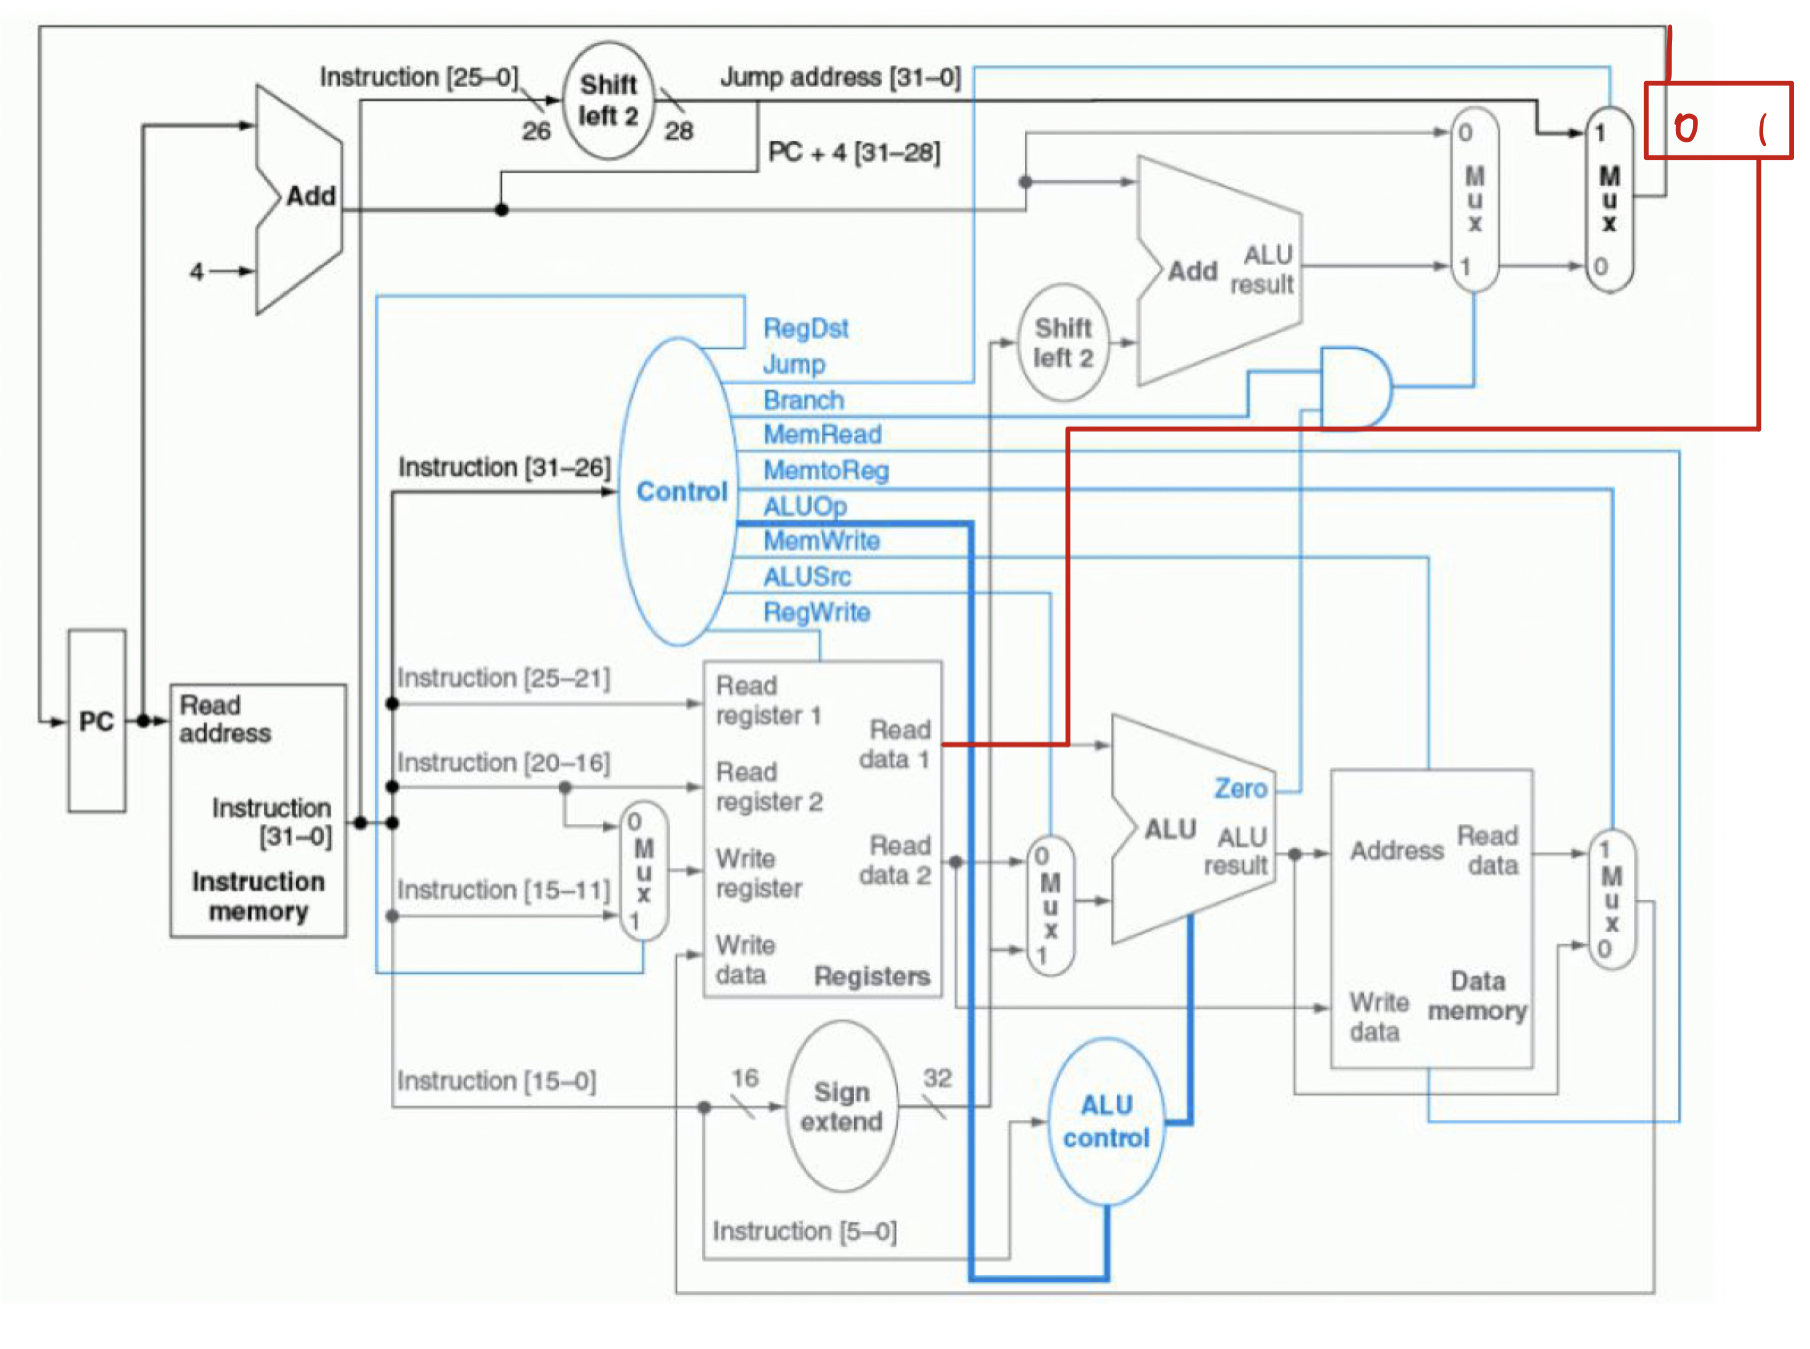 Instruction [25–0]
Shift
left 2
Jump address [31–0]
26
28
PC + 4 [31–28]
Add
4
0
M
u
x
1
1
M
u
x
0
0 (
Add
ALU
result
Shift
left 2
RegDst
Jump
Branch
MemRead
MemtoReg
ALUOp
MemWrite
ALUSrc
RegWrite
Instruction [31–26]
Control
PC
Read
address
Instruction
[31–0]
Instruction
memory
Instruction [25–21]
Instruction [20–16]
Instruction [15–11]
0
M
u
x
1
Read
register 1
Read
register 2
Write
register
Write
data
Read
data 1
Read
data 2
Registers
0
M
u
x
1
Zero
ALU
ALU
result
Address
Read
data
Write
data
Data
memory
1
M
u
x
0
Instruction [15–0]
16
Sign
extend
32
ALU
control
Instruction [5–0]